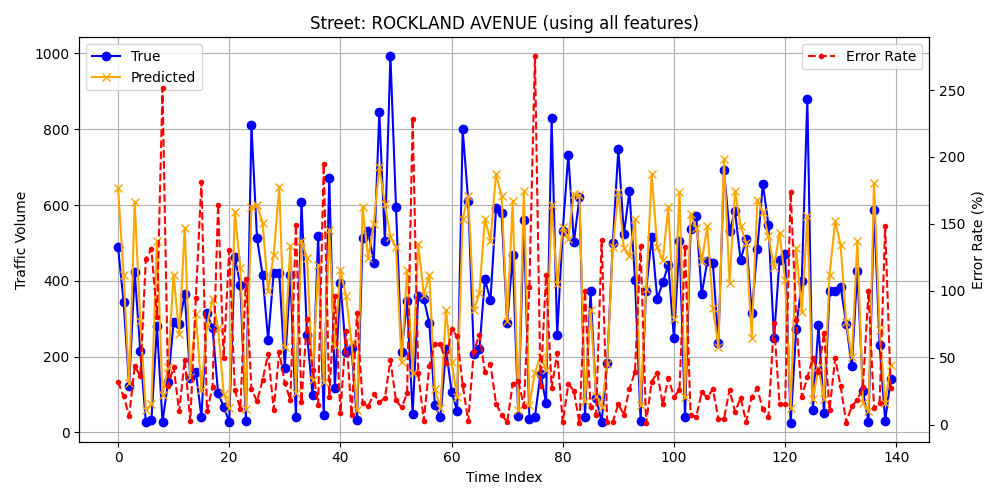 Street: ROCKLAND AVENUE (using all features)
True
Predicted
Error Rate
1000
800
600
400
200
0
Traffic Volume
250
200
150
100
50
0
Error Rate (%)
0 20 40 60 80 100 120 140
Time Index